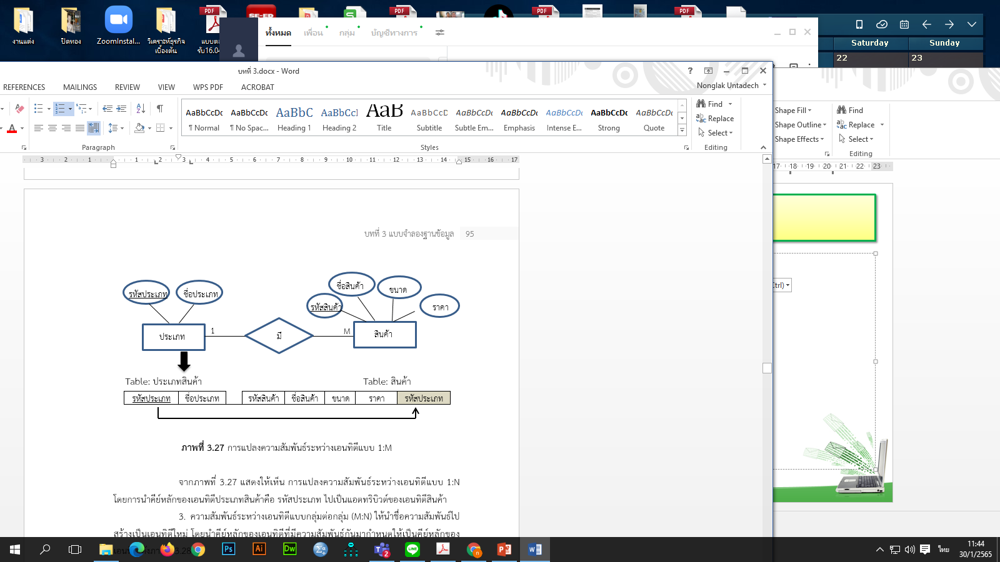 งานแต่ง
ปิดทอง
ZoomInstal...
วิเคราะห์ธุรกิจ
เบื้องต้น
PDF
SE-ED
PDF
PDF
PDF
ทั้งหมด
เพื่อน
กลุ่ม
บัญชีทางการ
Saturday
Sunday
22
23
บทที่ 3.docx - Word
REFERENCES
MAILINGS
REVIEW
VIEW
WPS PDF
ACROBAT
Nonglak Untadech
AaBbCcDc
AaBbCcDc
AaBbC
AaBbCcI
AaB
AaBbCcD
AaBbCcDc
AaBbCcDc
AaBbCcDc
AaBbCcDc
AaBbCcDc
¶ Normal
¶ No Spac...
Heading 1
Heading 2
Title
Subtitle
Subtle Em...
Emphasis
Intense E...
Strong
Quote
Find
Replace
Select
Paragraph
Styles
Editing
Shape Fill
Shape Outline
Shape Effects
Find
Replace
Select
Editing
3 2 1 1 2 3 4 5 6 7 8 9 10 11 12 13 14 15 16 17
17 18 19 20 21 22 23
Ctrl)
บทที่ 3 แบบจำลองฐานข้อมูล 95
รหัสประเภท
ชื่อประเภท
รหัสสินค้า
ชื่อสินค้า
ขนาด
ราคา
ประเภท
1
มี
M
สินค้า
Table: ประเภทสินค้า
Table: สินค้า
รหัสประเภท ชื่อประเภท รหัสสินค้า ชื่อสินค้า ขนาด ราคา รหัสประเภท
ภาพที่ 3.27 การแปลงความสัมพันธ์ระหว่างเอนทิตีแบบ 1:M
จากภาพที่ 3.27 แสดงให้เห็น การแปลงความสัมพันธ์ระหว่างเอนทิตีแบบ 1:N
โดยการนำคีย์หลักของเอนทิตีประเภทสินค้าคือ รหัสประเภท ไปเป็นแอตทริบิวต์ของเอนทิตีสินค้า
3. ความสัมพันธ์ระหว่างเอนทิตีแบบกลุ่มต่อกลุ่ม (M:N) ให้นำชื่อความสัมพันธ์ไป
สร้างเป็นเอนทิตีใหม่ โดยนำคีย์หลักของเอนทิตีที่มีความสัมพันธ์กันมากำหนดให้เป็นคีย์หลักของ
3.28
Ps
Ai
Dw
2
LINE
ไทย
11:44
30/1/2565